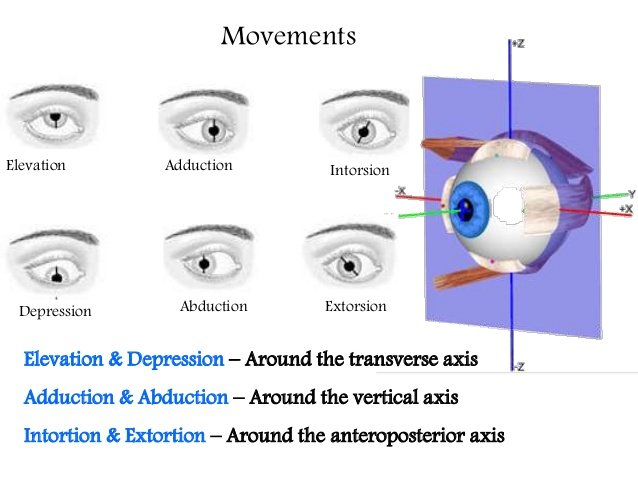 Movements
Elevation
Adduction
Intorsion
Depression
Abduction
Extorsion
+Z
-X
Y
+X
-Z
Elevation & Depression – Around the transverse axis
Adduction & Abduction – Around the vertical axis
Intortion & Extortion – Around the anteroposterior axis